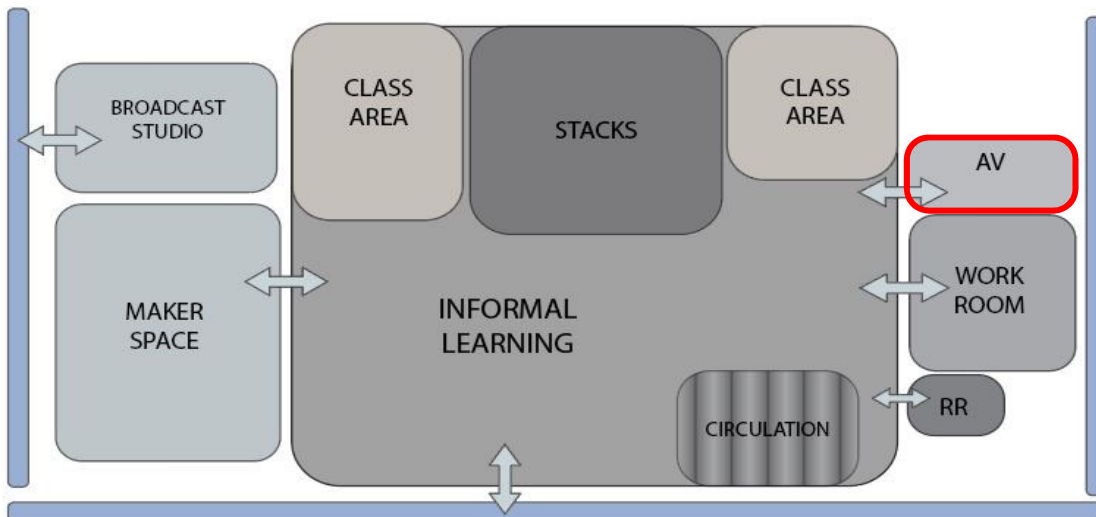 BROADCAST
STUDIO
CLASS
AREA
STACKS
CLASS
AREA
AV
MAKER
SPACE
INFORMAL
LEARNING
WORK
ROOM
CIRCULATION
RR